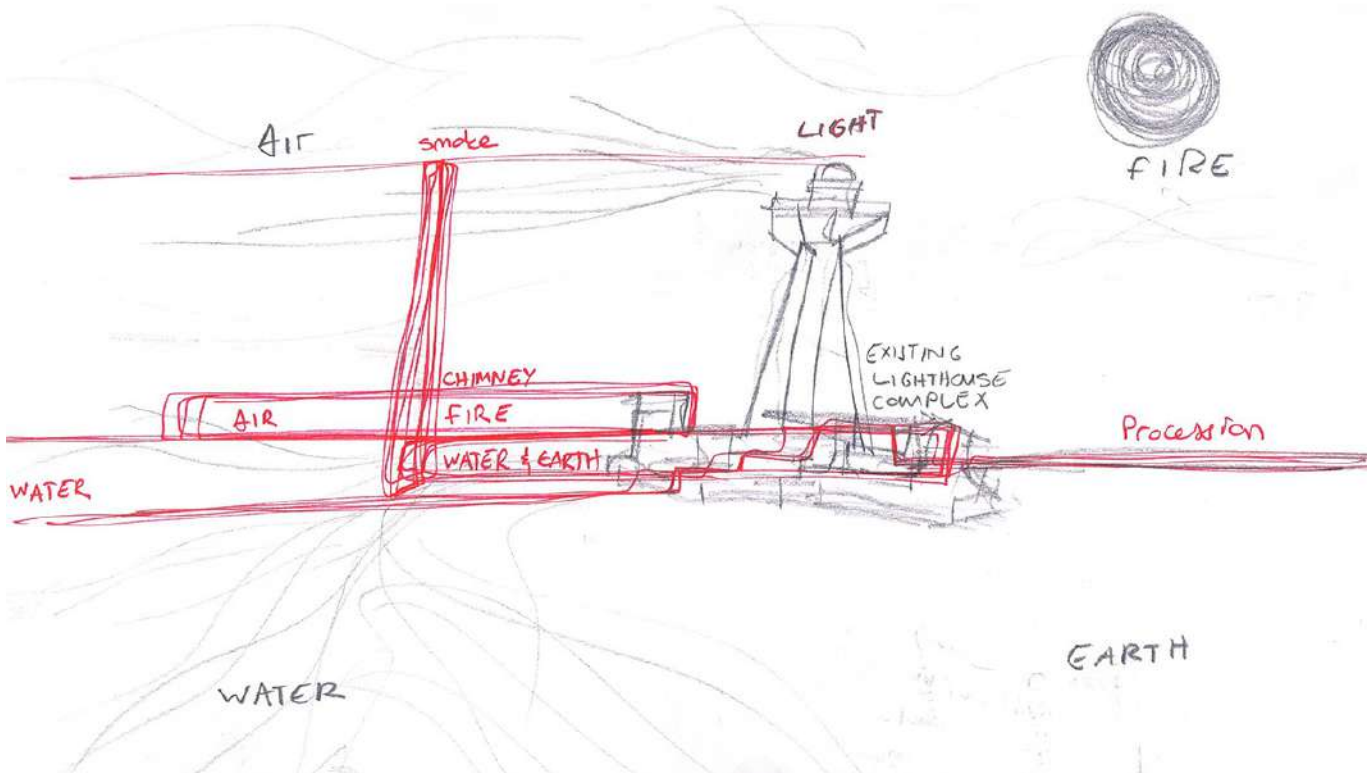 AIR
smoke
LIGHT
FIRE
EXISTING
LIGHTHOUSE
COMPLEX
CHIMNEY
AIR
FIRE
Procession
WATER & EARTH
WATER
EARTH
WATER